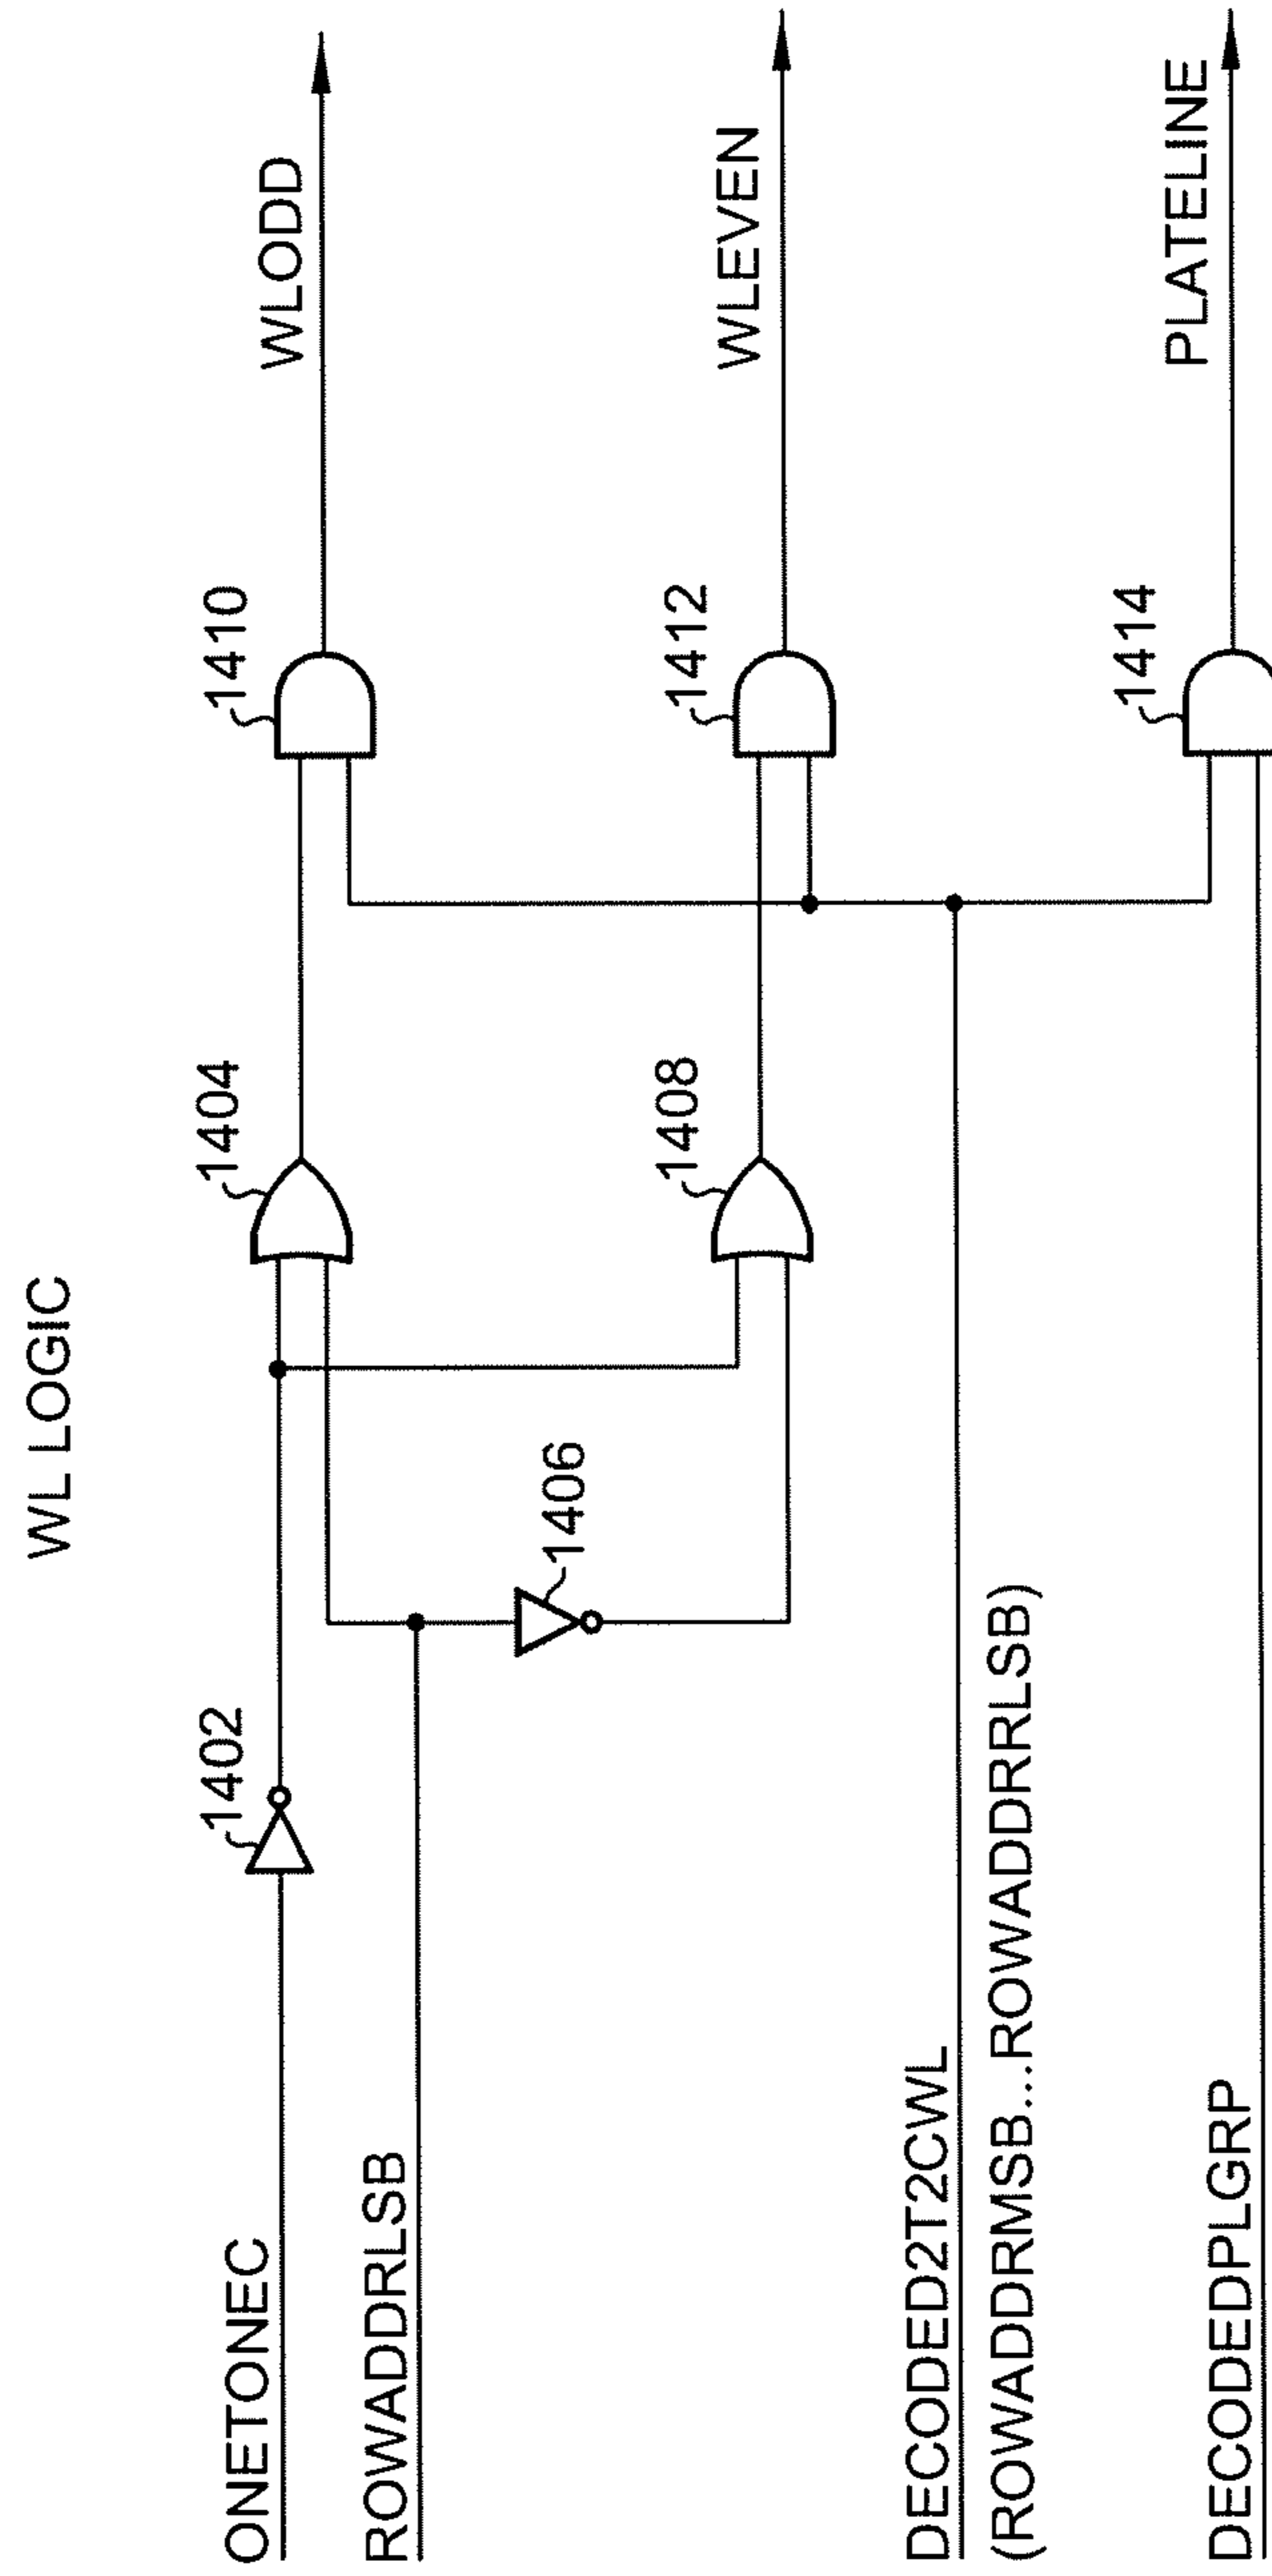 WL LOGIC
ONETONEC
1402
1404
1410
WLODD
ROWADDRLSB
1406
1408
1412
WLEVEN
DECODED2T2CWL
(ROWADDRMSB...ROWADDRRLSB)
1414
PLATELINE
DECODEDPLGRP